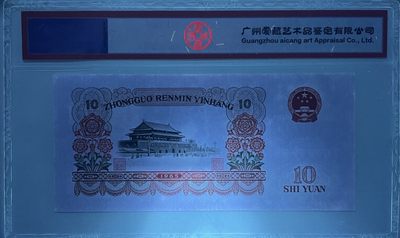 广州爱藏艺术品鉴定有限公司
Guangzhou aicang art Appraisal Co., Ltd.
10
ZHONGGUO RENMIN YINHANG
10
1965
10
SHI YUAN